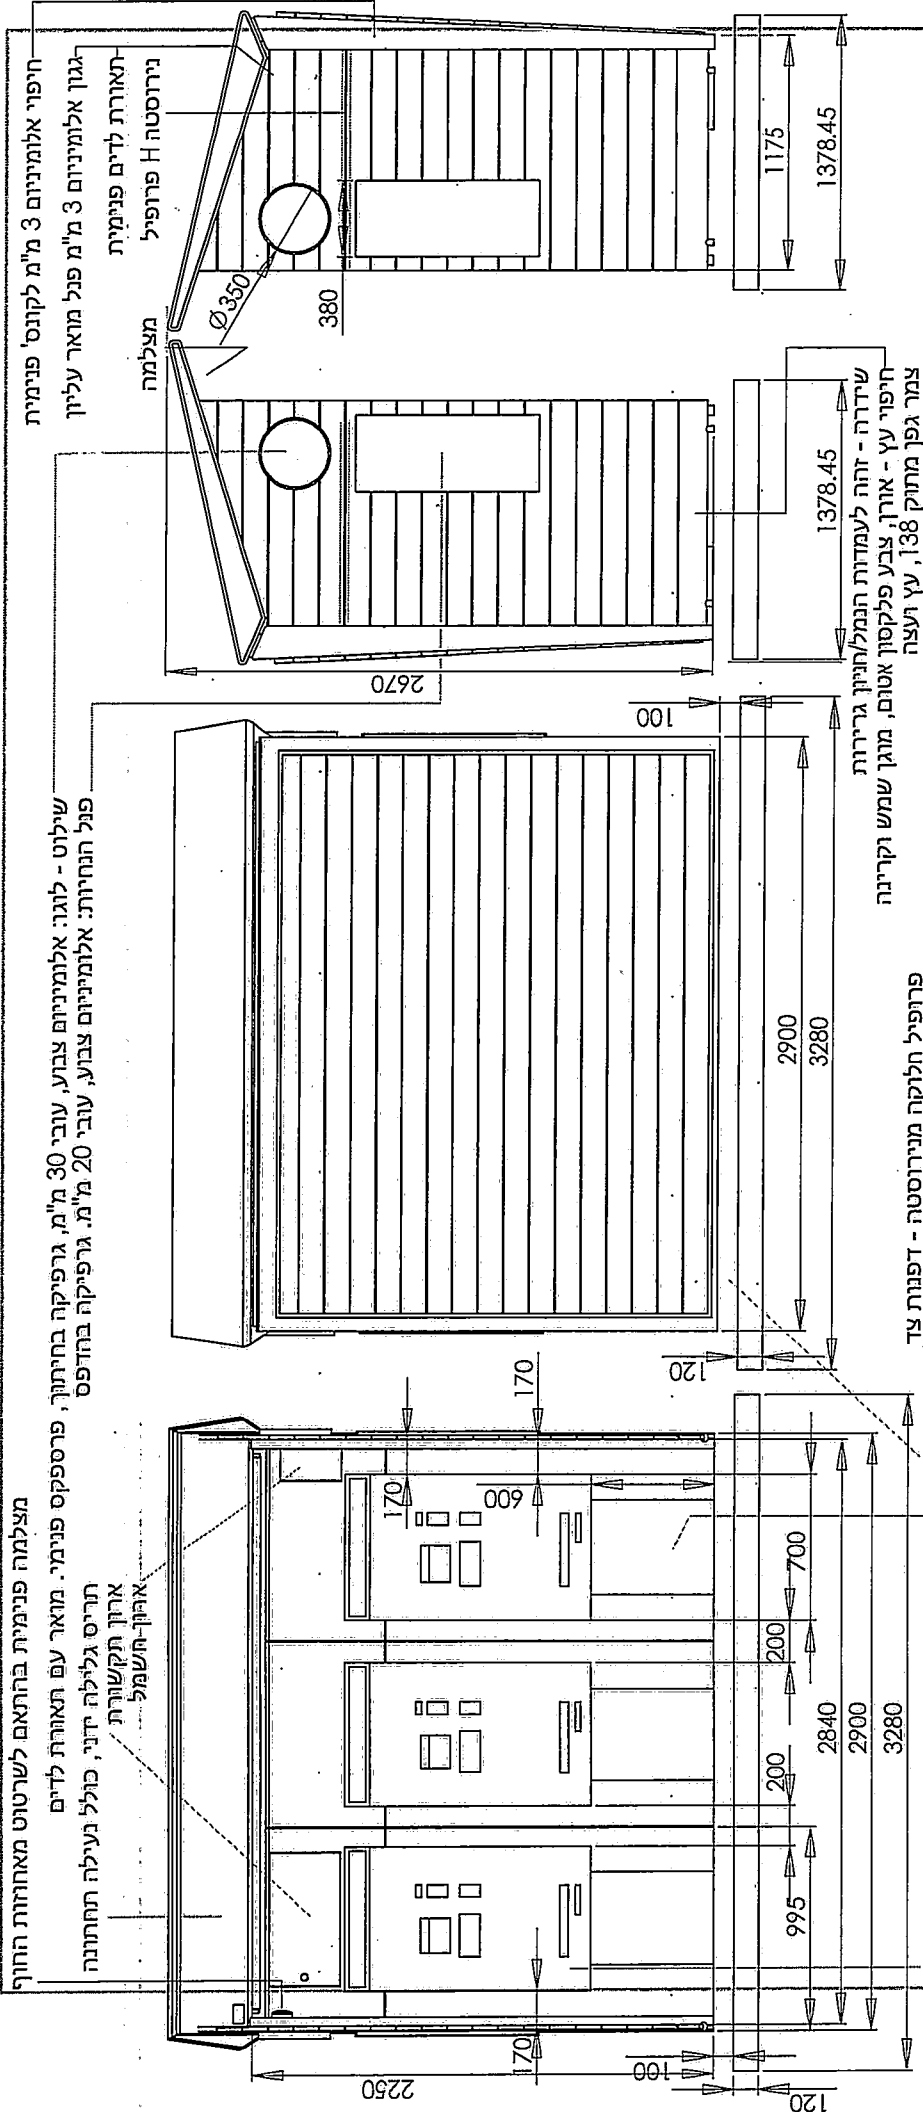 מצלמה פנימית בהתאם לשרטוט מאחוזות החוף
שילוט - לוגו: אלומיניום צבוע, עובי 30 מ"מ, גרפיקה בחיתוך, פרספקס פנימי. מואר עם תאורת לדים
פנל הנחיות: אלומיניום צבוע, עובי 20 מ"מ. גרפיקה בהדפס
תריס גלילה ידני, כולל נעילה תחתונה
ארון תקשורת
ארון חשמל
חיפוי אלומיניום 3 מ"מ לקונס' פנימית
גגון אלומיניום 3 מ"מ פנל מואר עליון
תאורת לדים פנימית
נירוסטה H פרופיל
מצלמה
Ø350
380
2670
100
1175
1378.45
1378.45
2900
3280
120
170
170
600
700
200
200
995
2840
2900
3280
170
2250
100
120
שידרה - זהה לעמדות הנמל/חניון גרירות
חיפוי עץ - אורן, צבע פלקסון אטום, מוגן שמש וקרינה
צמר גפן מתוק 138, עץ ועצה
פרופיל חלוקה מנירוסטה - דפנות צד